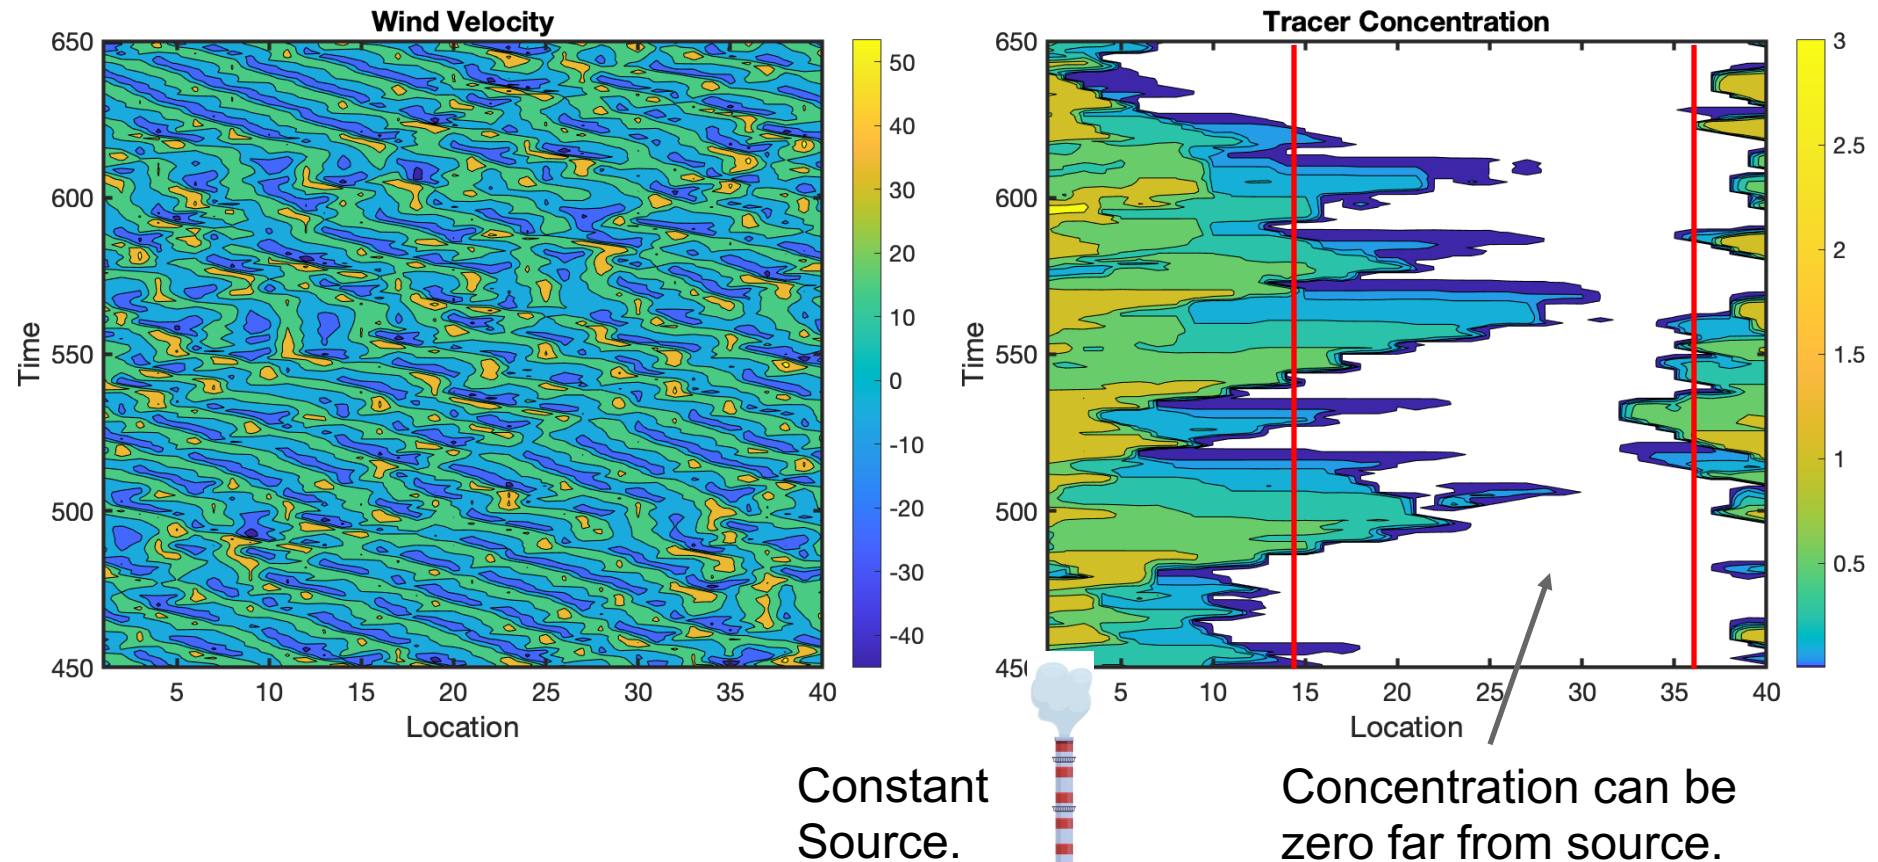 Wind Velocity
650
600
550
500
450
Time
5 10 15 20 25 30 35 40
Location
50
40
30
20
10
0
-10
-20
-30
-40
Tracer Concentration
650
600
550
500
450
Time
5 10 15 20 25 30 35 40
Location
3
2.5
2
1.5
1
0.5
Constant
Source.
Concentration can be
zero far from source.